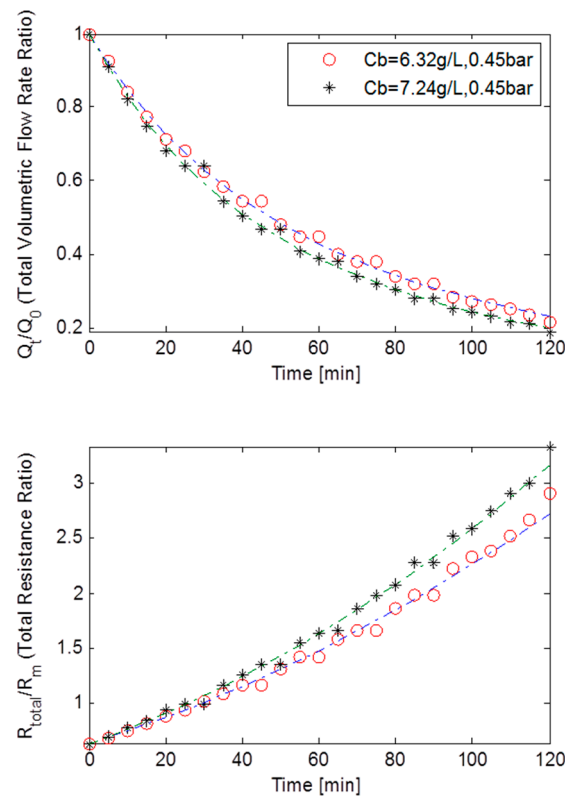 Q_t/Q_0 (Total Volumetric Flow Rate Ratio)
1
0.8
0.6
0.4
0.2
Cb=6.32g/L,0.45bar
Cb=7.24g/L,0.45bar
0 20 40 60 80 100 120
Time [min]
R_total/R_m (Total Resistance Ratio)
3
2.5
2
1.5
1
0 20 40 60 80 100 120
Time [min]